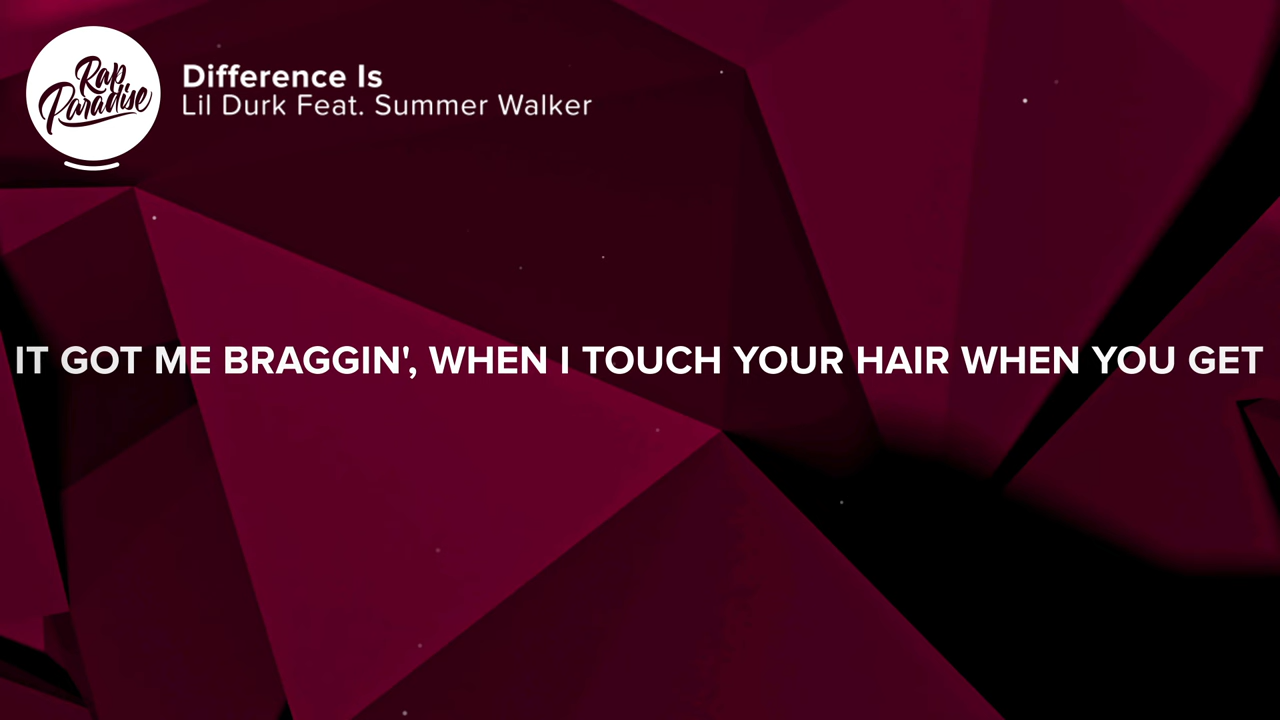 Rap
Paradise
Difference Is
Lil Durk Feat. Summer Walker
IT GOT ME BRAGGIN', WHEN I TOUCH YOUR HAIR WHEN YOU GET